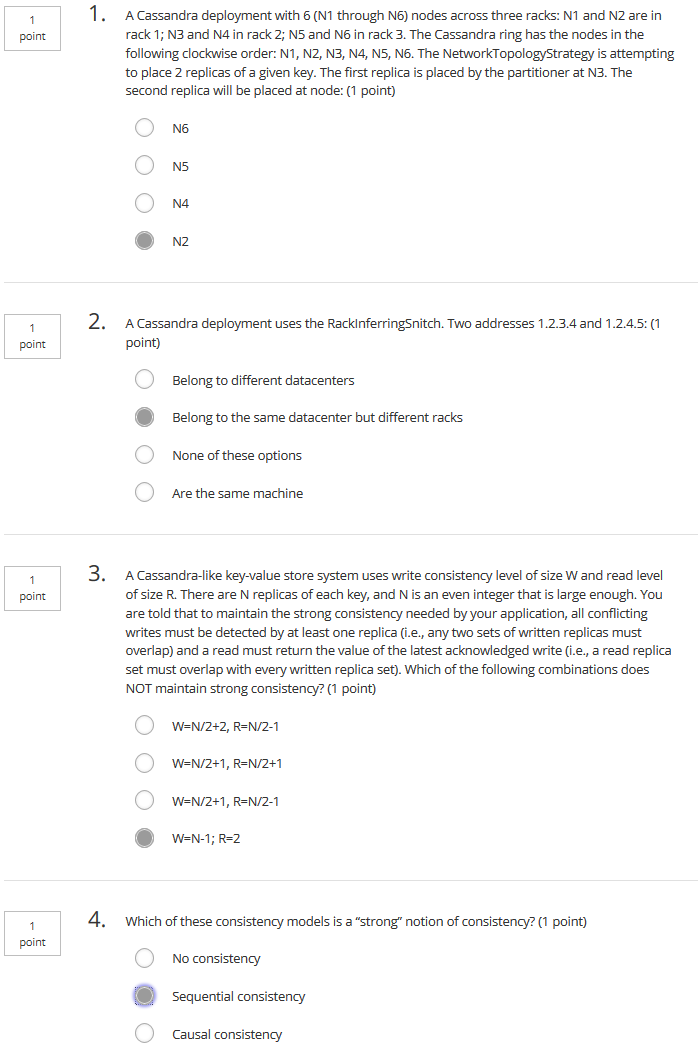 1
point
1.
A Cassandra deployment with 6 (N1 through N6) nodes across three racks: N1 and N2 are in
rack 1; N3 and N4 in rack 2; N5 and N6 in rack 3. The Cassandra ring has the nodes in the
following clockwise order: N1, N2, N3, N4, N5, N6. The NetworkTopologyStrategy is attempting
to place 2 replicas of a given key. The first replica is placed by the partitioner at N3. The
second replica will be placed at node: (1 point)
N6
N5
N4
N2
1
point
2.
A Cassandra deployment uses the RackInferringSnitch. Two addresses 1.2.3.4 and 1.2.4.5: (1
point)
Belong to different datacenters
Belong to the same datacenter but different racks
None of these options
Are the same machine
1
point
3.
A Cassandra-like key-value store system uses write consistency level of size W and read level
of size R. There are N replicas of each key, and N is an even integer that is large enough. You
are told that to maintain the strong consistency needed by your application, all conflicting
writes must be detected by at least one replica (i.e., any two sets of written replicas must
overlap) and a read must return the value of the latest acknowledged write (i.e., a read replica
set must overlap with every written replica set). Which of the following combinations does
NOT maintain strong consistency? (1 point)
W=N/2+2, R=N/2-1
W=N/2+1, R=N/2+1
W=N/2+1, R=N/2-1
W=N-1; R=2
1
point
4.
Which of these consistency models is a “strong” notion of consistency? (1 point)
No consistency
Sequential consistency
Causal consistency